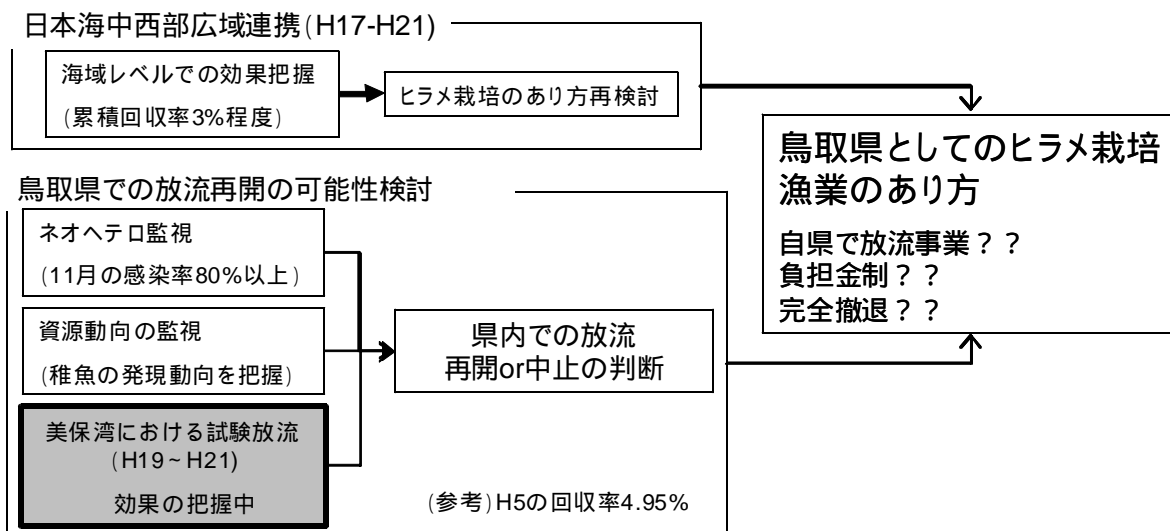 日本海中西部広域連携(H17-H21)
海域レベルでの効果把握
(累積回収率3%程度)
ヒラメ栽培のあり方再検討
鳥取県としてのヒラメ栽培
漁業のあり方
自県で放流事業？？
負担金制？？
完全撤退？？
鳥取県での放流再開の可能性検討
ネオヘテロ監視
(11月の感染率80%以上)
資源動向の監視
(稚魚の発現動向を把握)
県内での放流
再開or中止の判断
美保湾における試験放流
(H19~H21)
効果の把握中
(参考)H5の回収率4.95%